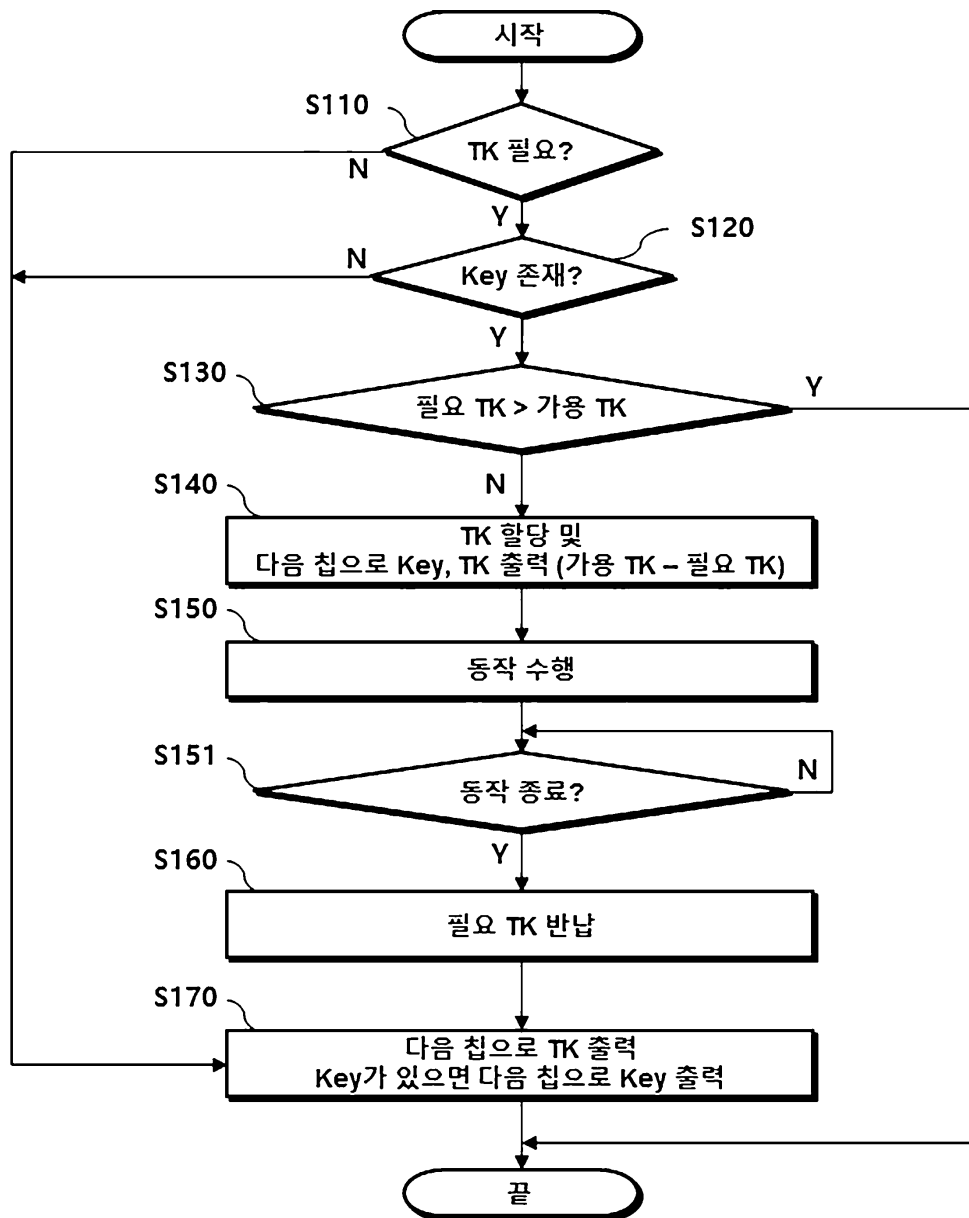 시작
S110
TK 필요?
N
Y
S120
N
Key 존재?
Y
S130
Y
필요 TK > 가용 TK
N
S140
TK 할당 및
다음 칩으로 Key, TK 출력 (가용 TK – 필요 TK)
S150
동작 수행
S151
N
동작 종료?
Y
S160
필요 TK 반납
S170
다음 칩으로 TK 출력
Key가 있으면 다음 칩으로 Key 출력
끝